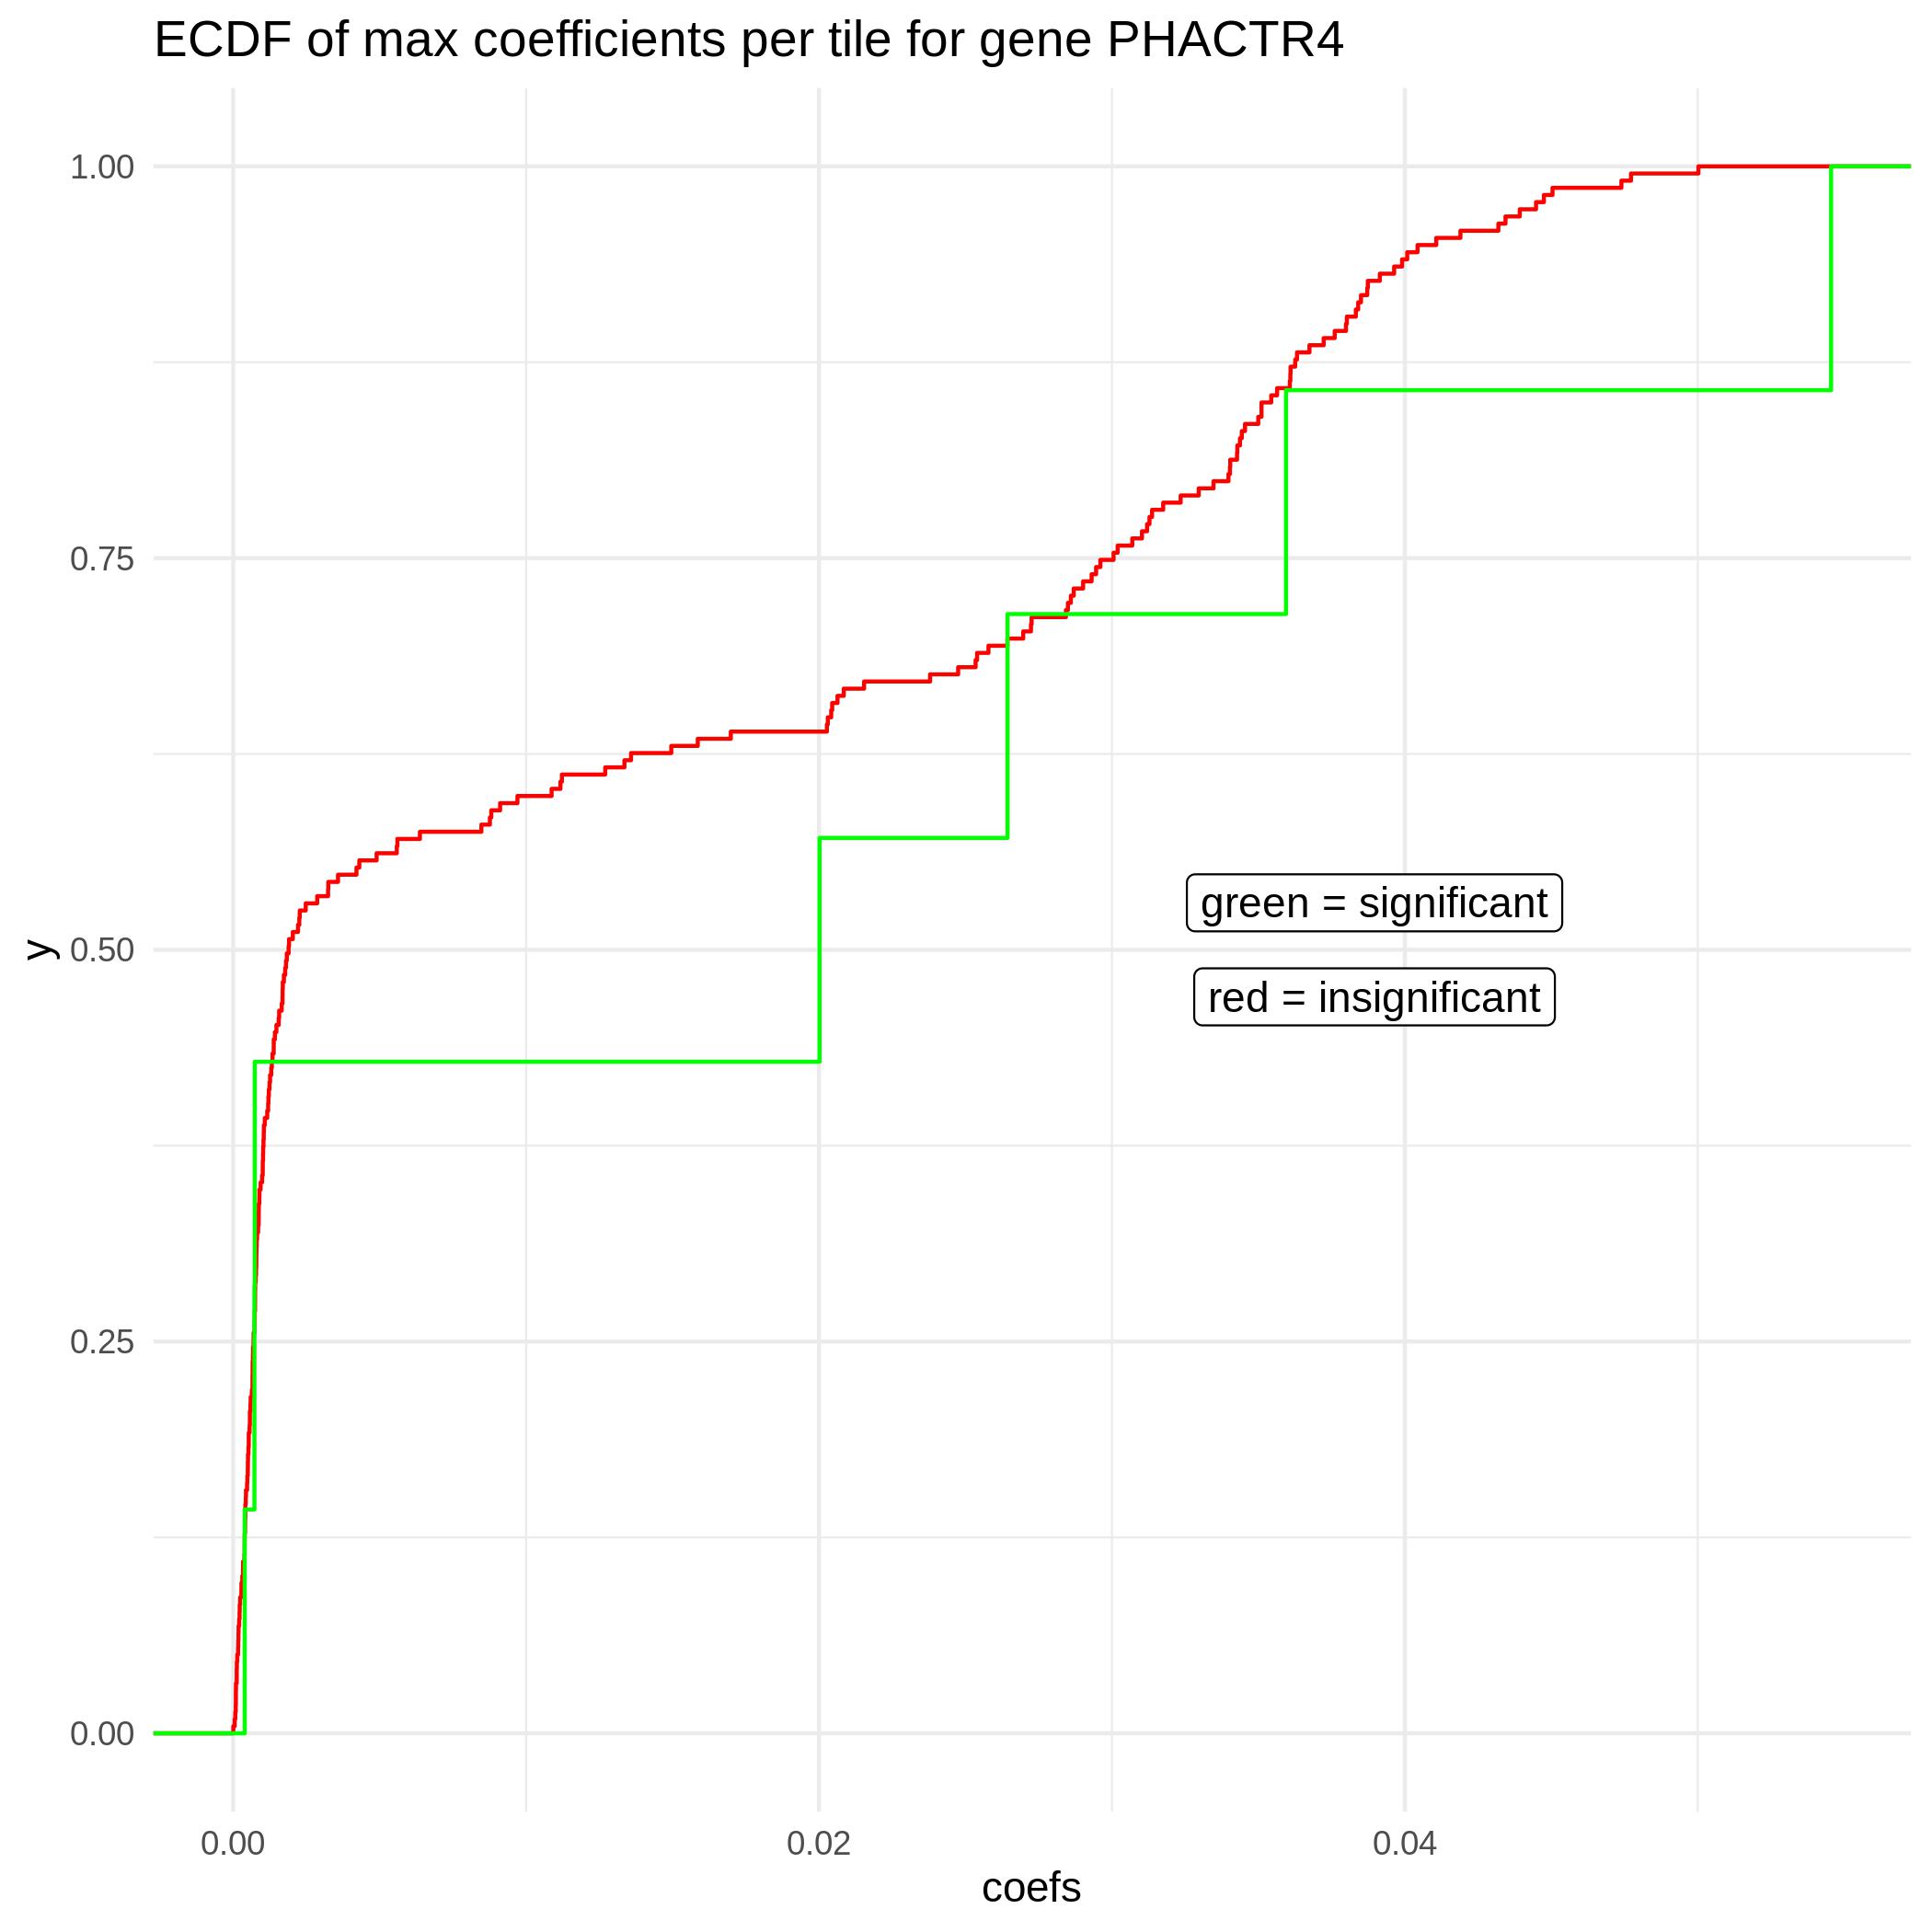 ECDF of max coefficients per tile for gene PHACTR4
1.00
0.75
0.50
0.25
0.00
y
green = significant
red = insignificant
0.00 0.02 0.04
coefs